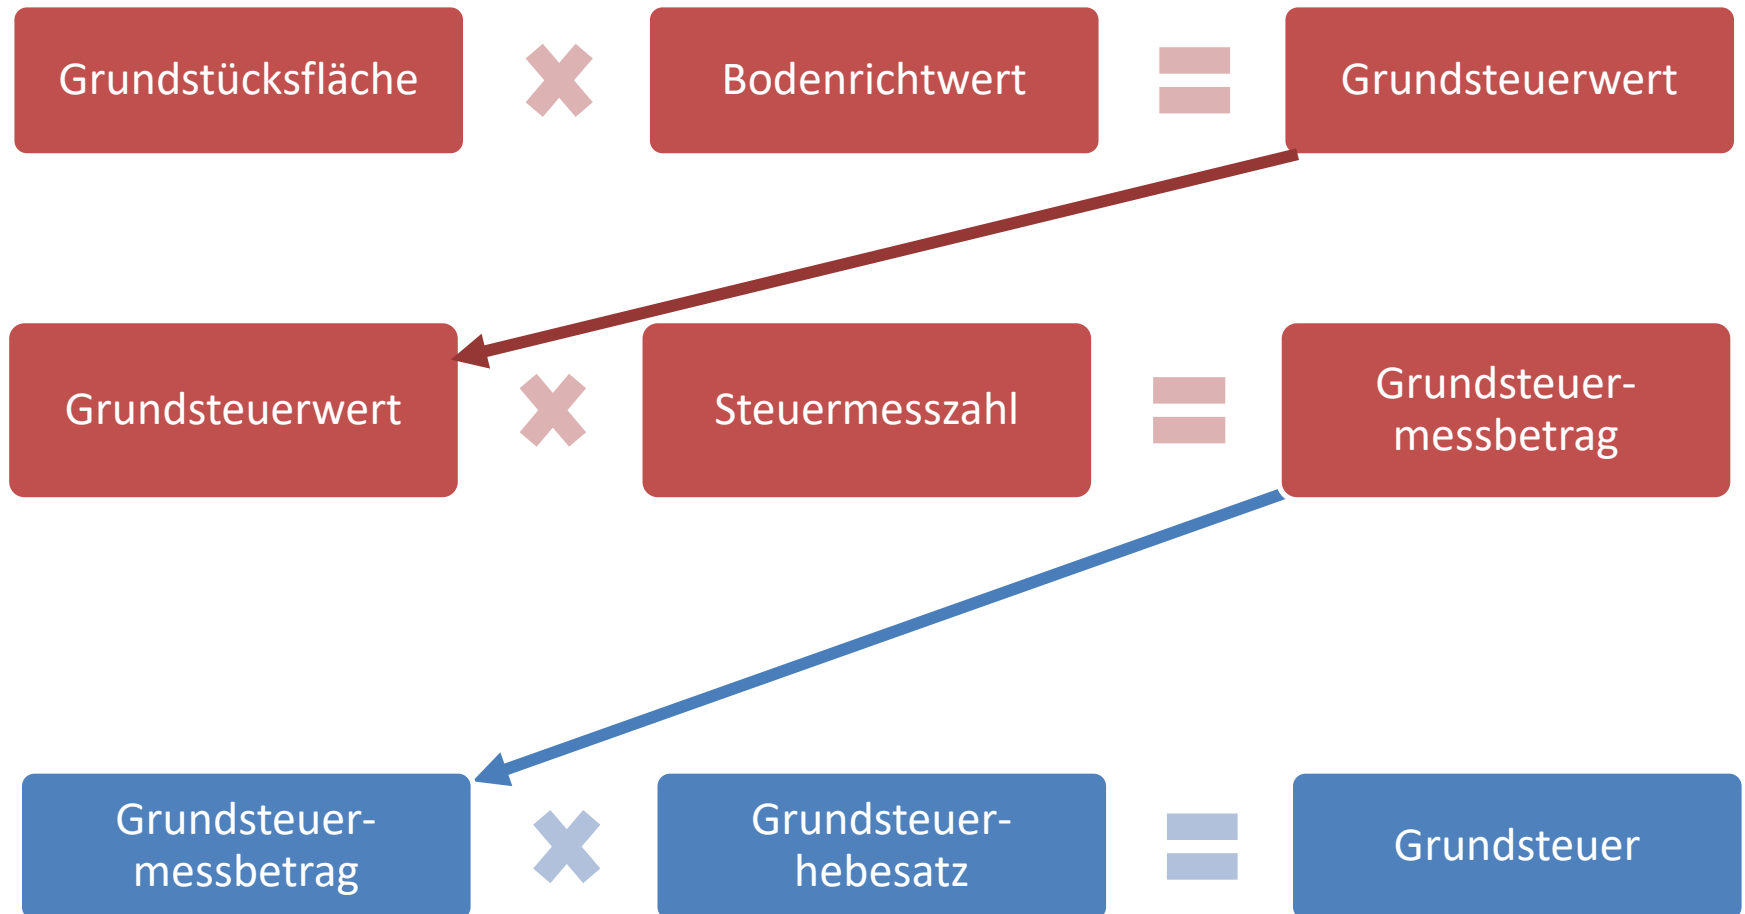 Grundstücksfläche
Bodenrichtwert
Grundsteuerwert
Grundsteuerwert
Steuermesszahl
Grundsteuer-
messbetrag
Grundsteuer-
messbetrag
Grundsteuer-
hebesatz
Grundsteuer